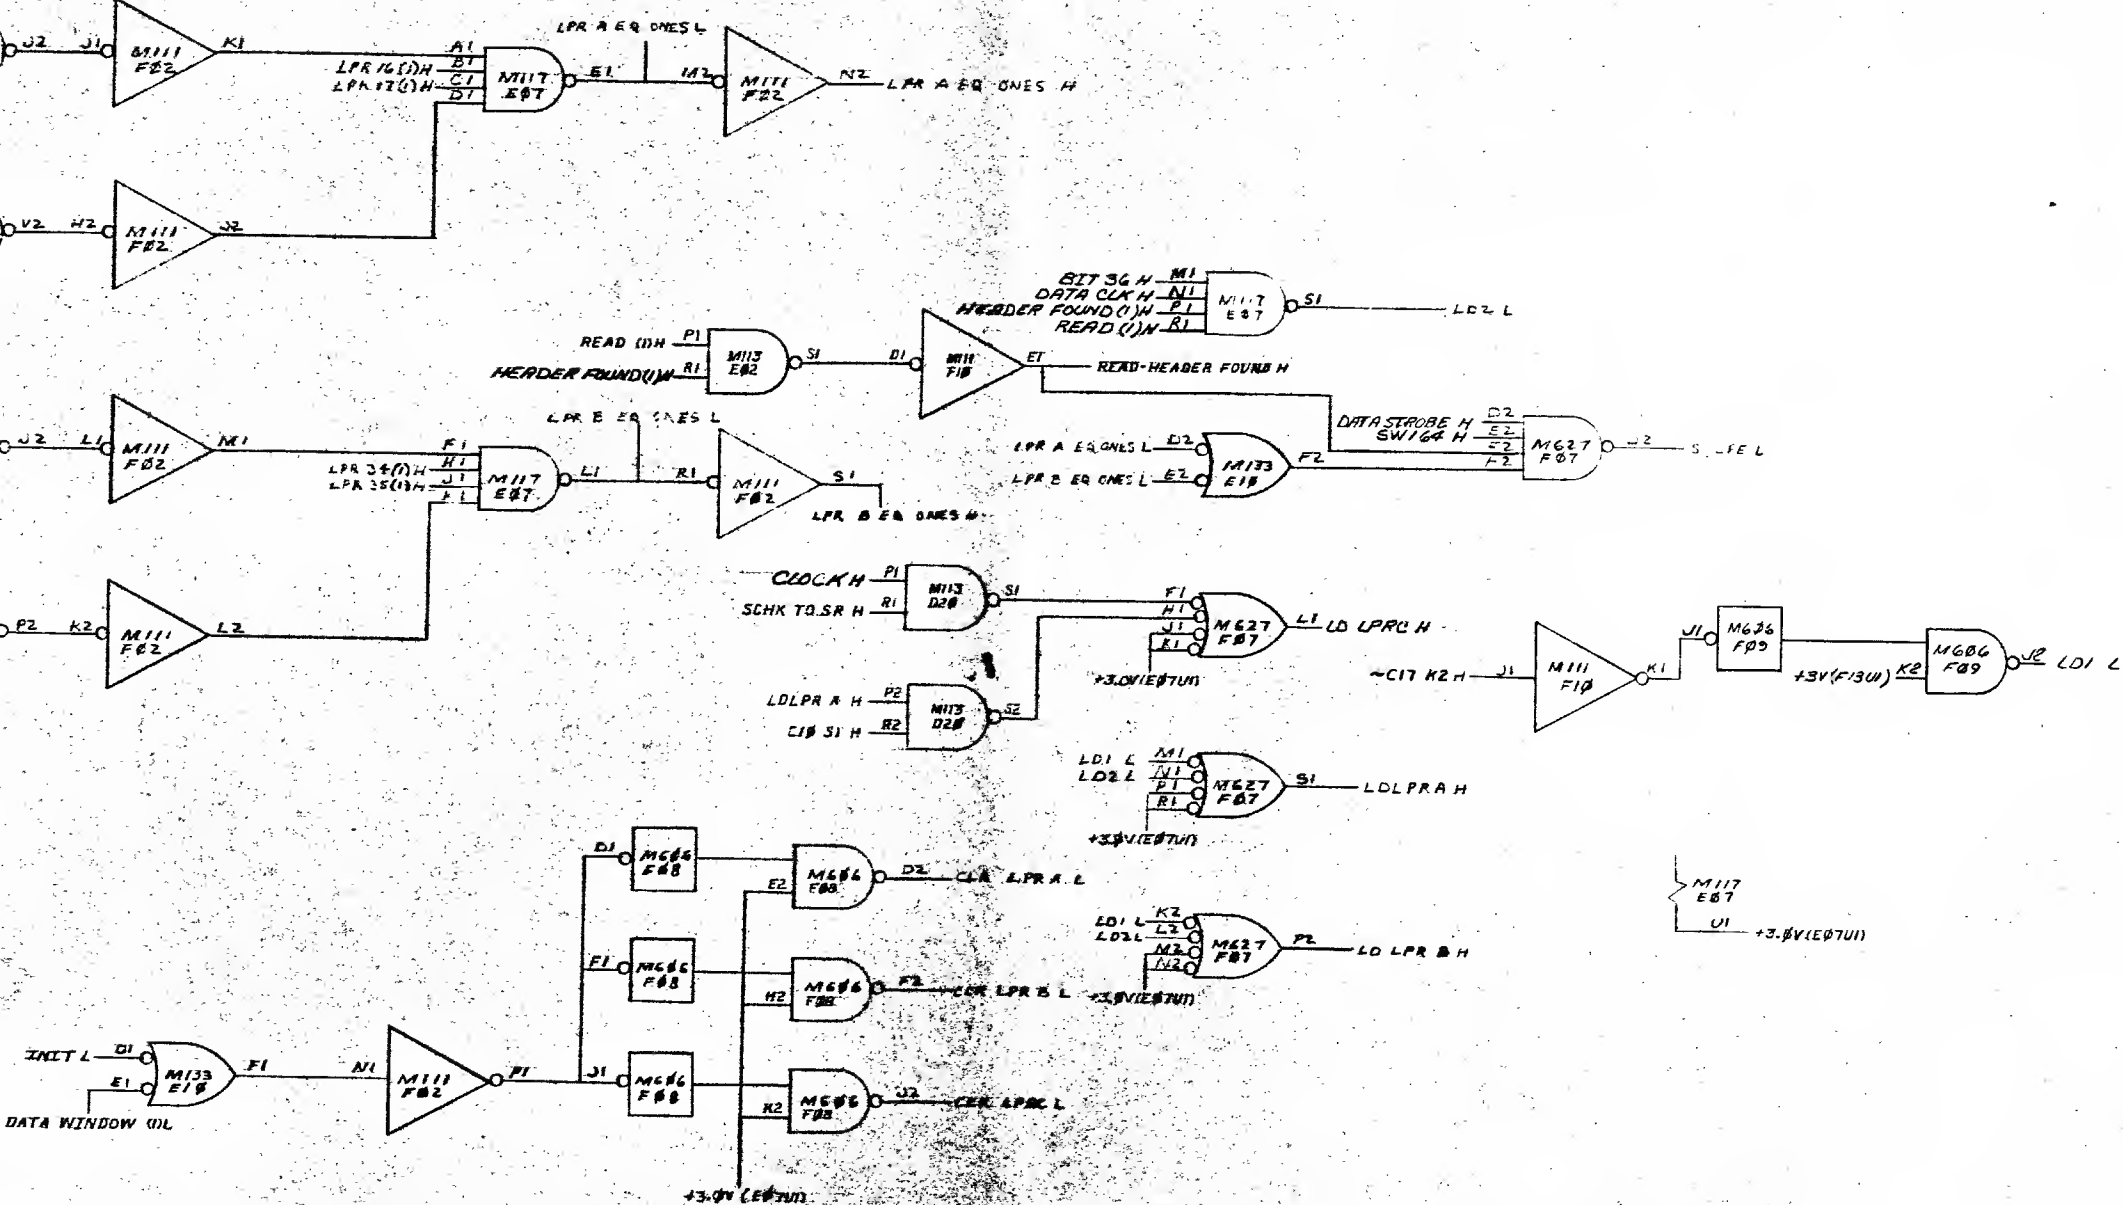 LPR A EQ ONES L
J2 J1 M111 F02 K1
A1
LPR 16(1)H B1
C1
LPR 17(1)H
D1
M117 E07 E1
M2 M111 F02 N2 LPR A EQ ONES H
V2 H2 M111 F02 J2
BIT 36 H M1
DATA CLK H N1
HEADER FOUND(1)H P1
READ (1)H R1
M117 E07 S1 LD2 L
READ (1)H P1
HEADER FOUND(1)H R1
M113 E02 S1
D1 M111 F10 E1 READ-HEADER FOUND H
LPR B EQ ONES L
J2 L1 M111 F02 M1
F1
LPR 34(1)H H1
LPR 35(1)H J1
K1
M117 E07 L1
R1 M111 F02 S1
LPR B EQ ONES H
LPR A EQ ONES L D2
LPR B EQ ONES L E2
M133 E10 F2
DATA STROBE H D2
SW164 H E2
F2
M627 F07 J2
P2 K2 M111 F02 L2
CLOCK H P1
SCHK TO SR H R1
M113 D20 S1
LDLPR A H P2
E10 S1 H R2
M113 D20 S2
F1
H1
J1
K1
M627 F07 L1 LD LPRC H
+3.0V(E07U1)
~C17 K2 H J1 M111 F10 K1
J1 M606 F09
+3V(F13U1) K2
M606 F09 J2 LD1 L
LD1 L M1
LD2 L N1
P1
R1
M627 F07 S1 LDLPRA H
+3.0V(E07U1)
D1 M606 F08
E2 M606 F08 D2 CLR LPR A L
F1 M606 F08
H2 M606 F08 F2 CLR LPR B L
LD1 L K2
LD2 L L2
M2
N2
M627 F07 P2 LD LPR B H
+3.0V(E07U1)
M117
E07
U1 +3.0V(E07U1)
INIT L D1
E1
DATA WINDOW (1)L
M133 E10 F1
N1 M111 F02 P1
J1 M606 F08
K2 M606 F08 J2 CLR LPRC L
+3.0V (E07U1)